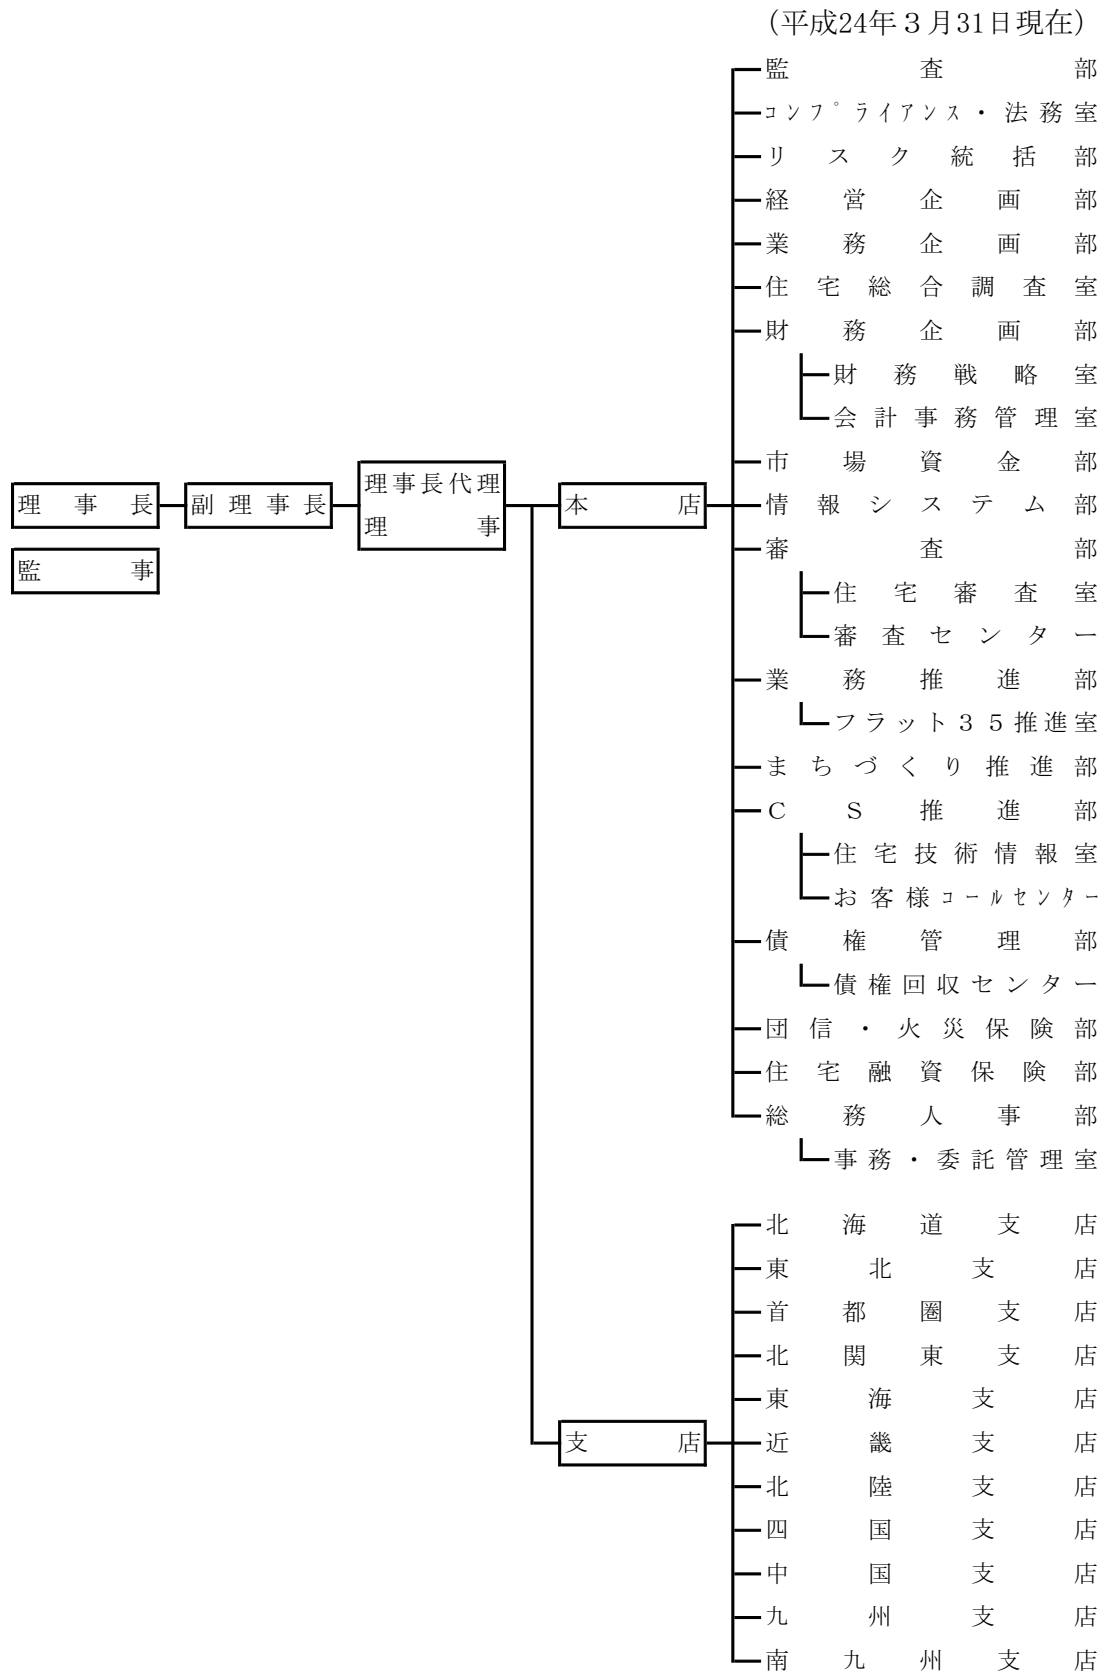 (平成24年３月31日現在)
監査部
コンプライアンス・法務室
リスク統括部
経営企画部
業務企画部
住宅総合調査室
財務企画部
財務戦略室
会計事務管理室
市場資金部
理事長
副理事長
理事長代理
理事
本店
情報システム部
監事
審査部
住宅審査室
審査センター
業務推進部
フラット３５推進室
まちづくり推進部
ＣＳ推進部
住宅技術情報室
お客様コールセンター
債権管理部
債権回収センター
団信・火災保険部
住宅融資保険部
総務人事部
事務・委託管理室
北海道支店
東北支店
首都圏支店
北関東支店
東海支店
支店
近畿支店
北陸支店
四国支店
中国支店
九州支店
南九州支店